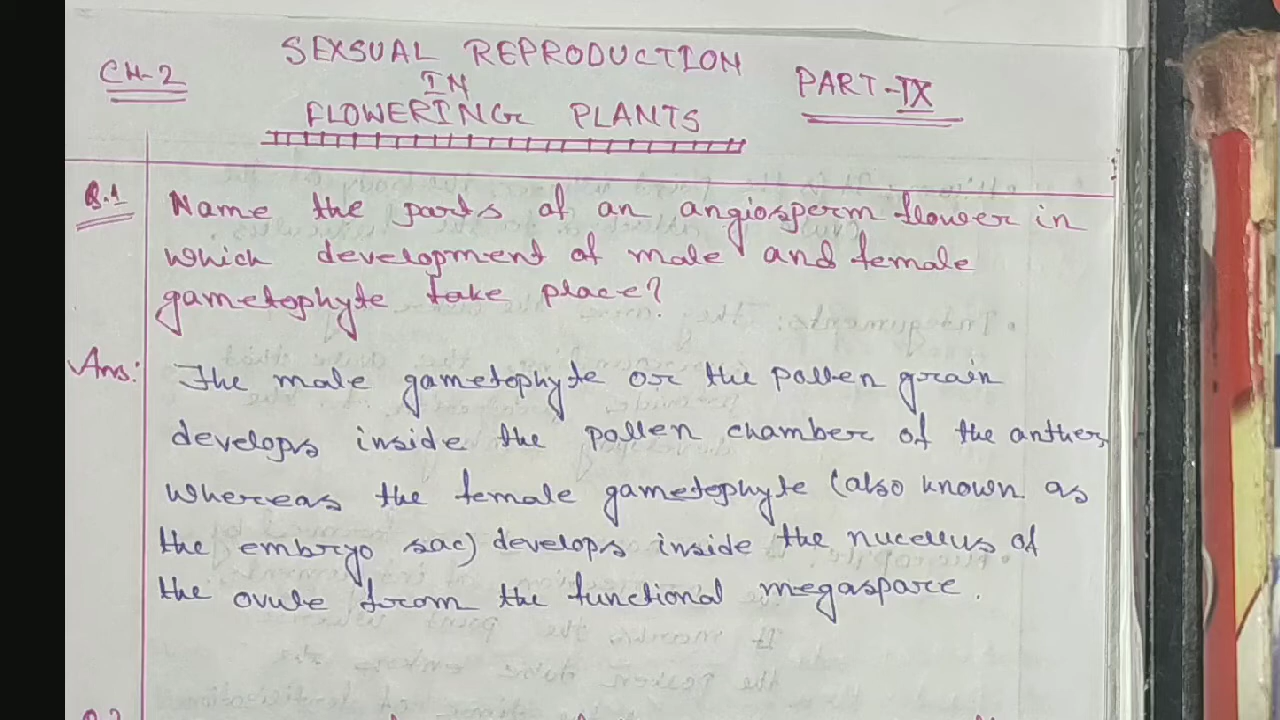 CH-2
SEXSUAL REPRODUCTION
IN
FLOWERING PLANTS
PART-IX
Q.1
Name the parts of an angiosperm flower in
which development of male and female
gametophyte take place?
Ans:
The male gametophyte or the pollen grain
develops inside the pollen chamber of the anther,
whereas the female gametophyte (also known as
the embryo sac) develops inside the nucellus of
the ovule from the functional megaspore.